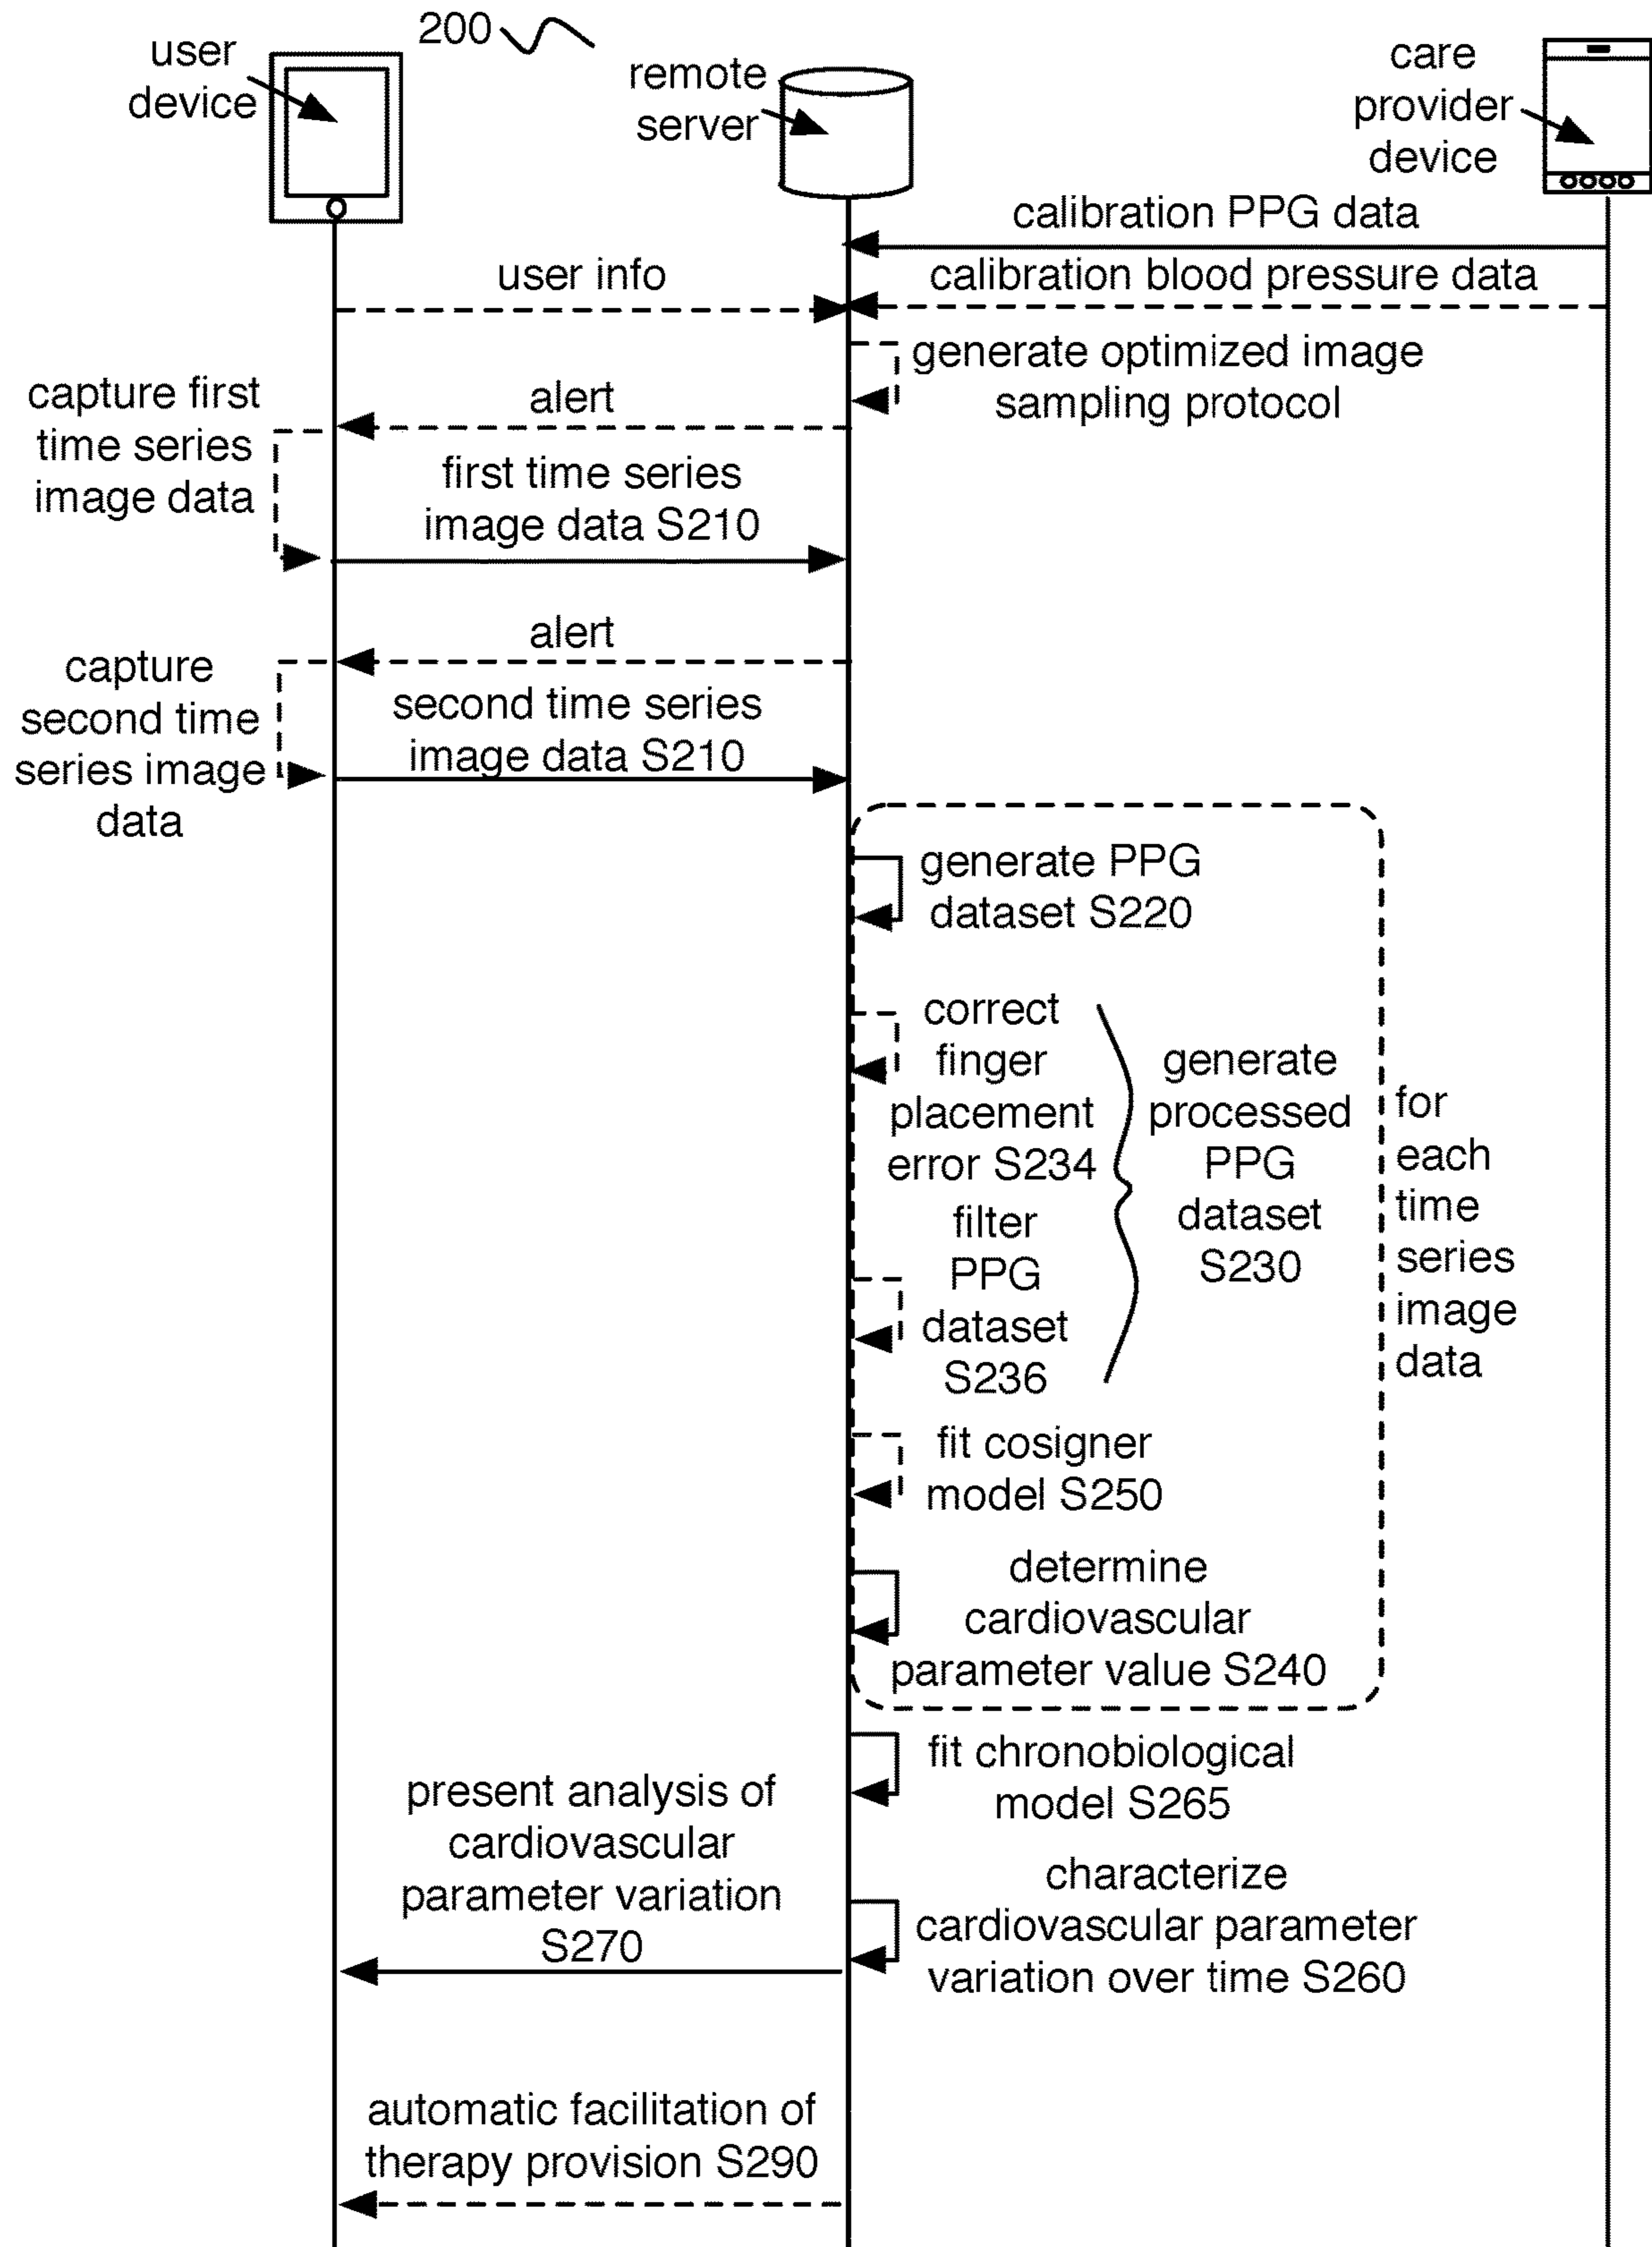 200
user
device
remote
server
care
provider
device
calibration PPG data
user info
calibration blood pressure data
generate optimized image
sampling protocol
capture first
time series
image data
alert
first time series
image data S210
alert
capture
second time
series image
data
second time series
image data S210
generate PPG
dataset S220
correct
finger
placement
error S234
filter
PPG
dataset
S236
generate
processed
PPG
dataset
S230
for
each
time
series
image
data
fit cosigner
model S250
determine
cardiovascular
parameter value S240
fit chronobiological
model S265
present analysis of
cardiovascular
parameter variation
S270
characterize
cardiovascular parameter
variation over time S260
automatic facilitation of
therapy provision S290